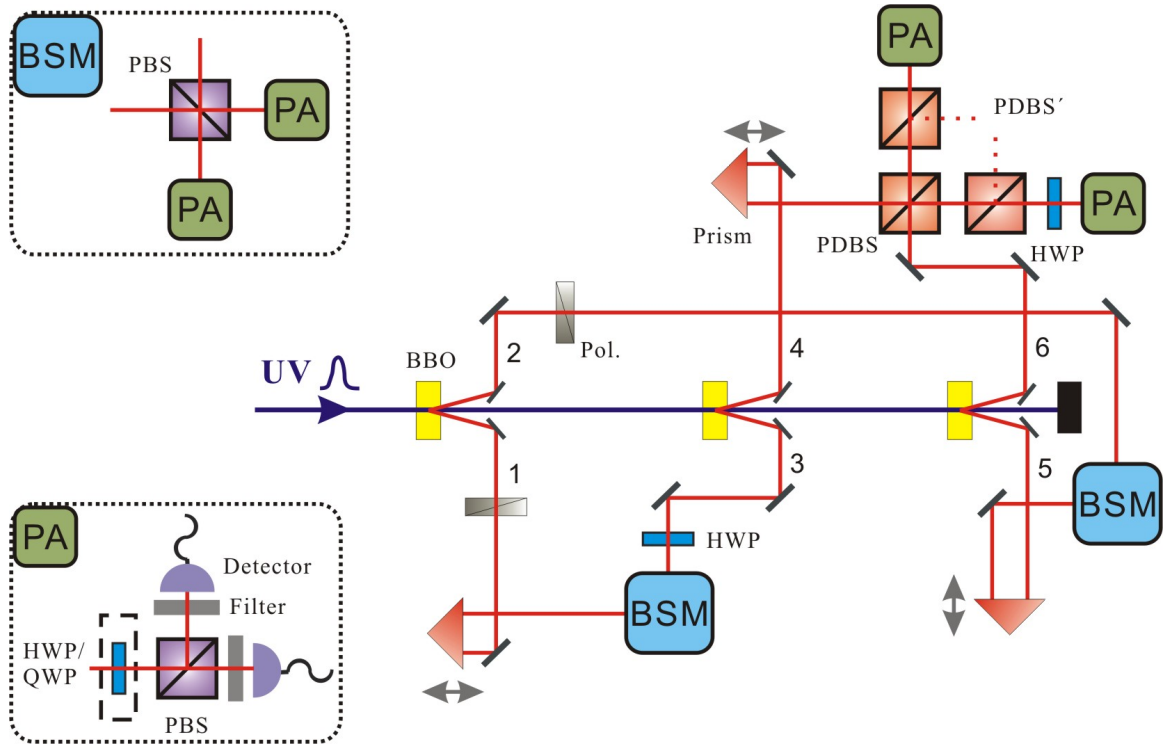 BSM
PBS
PA
PA
PA
PDBS´
PA
Prism
PDBS
HWP
2
Pol.
4
6
UV
BBO
1
3
5
BSM
HWP
BSM
PA
Detector
Filter
HWP/
QWP
PBS